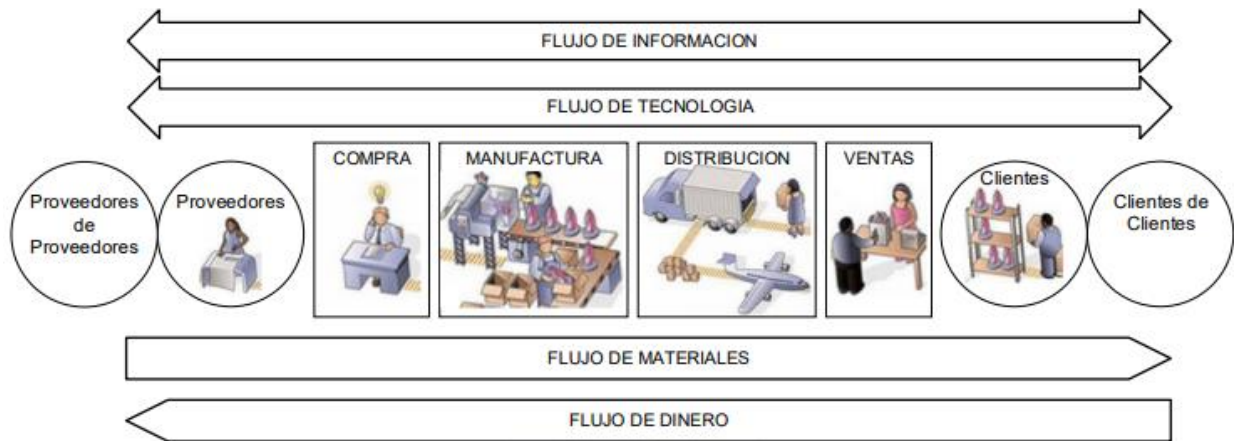 FLUJO DE INFORMACION
FLUJO DE TECNOLOGIA
Proveedores
de
Proveedores
Proveedores
COMPRA
MANUFACTURA
DISTRIBUCION
VENTAS
Clientes
Clientes de
Clientes
FLUJO DE MATERIALES
FLUJO DE DINERO